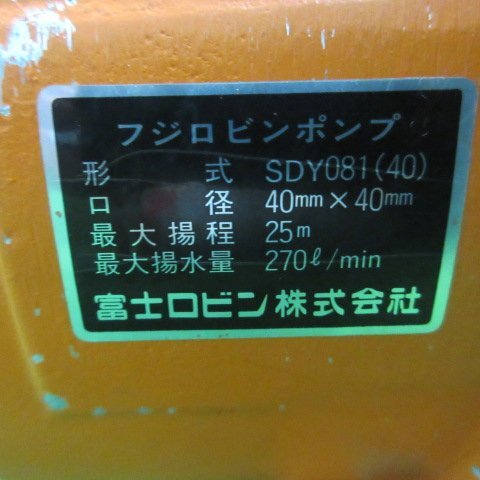 フジロビンポンプ
形式 SDY081(40)
口径 40mm×40mm
最大揚程 25m
最大揚水量 270ℓ/min
富士ロビン株式会社